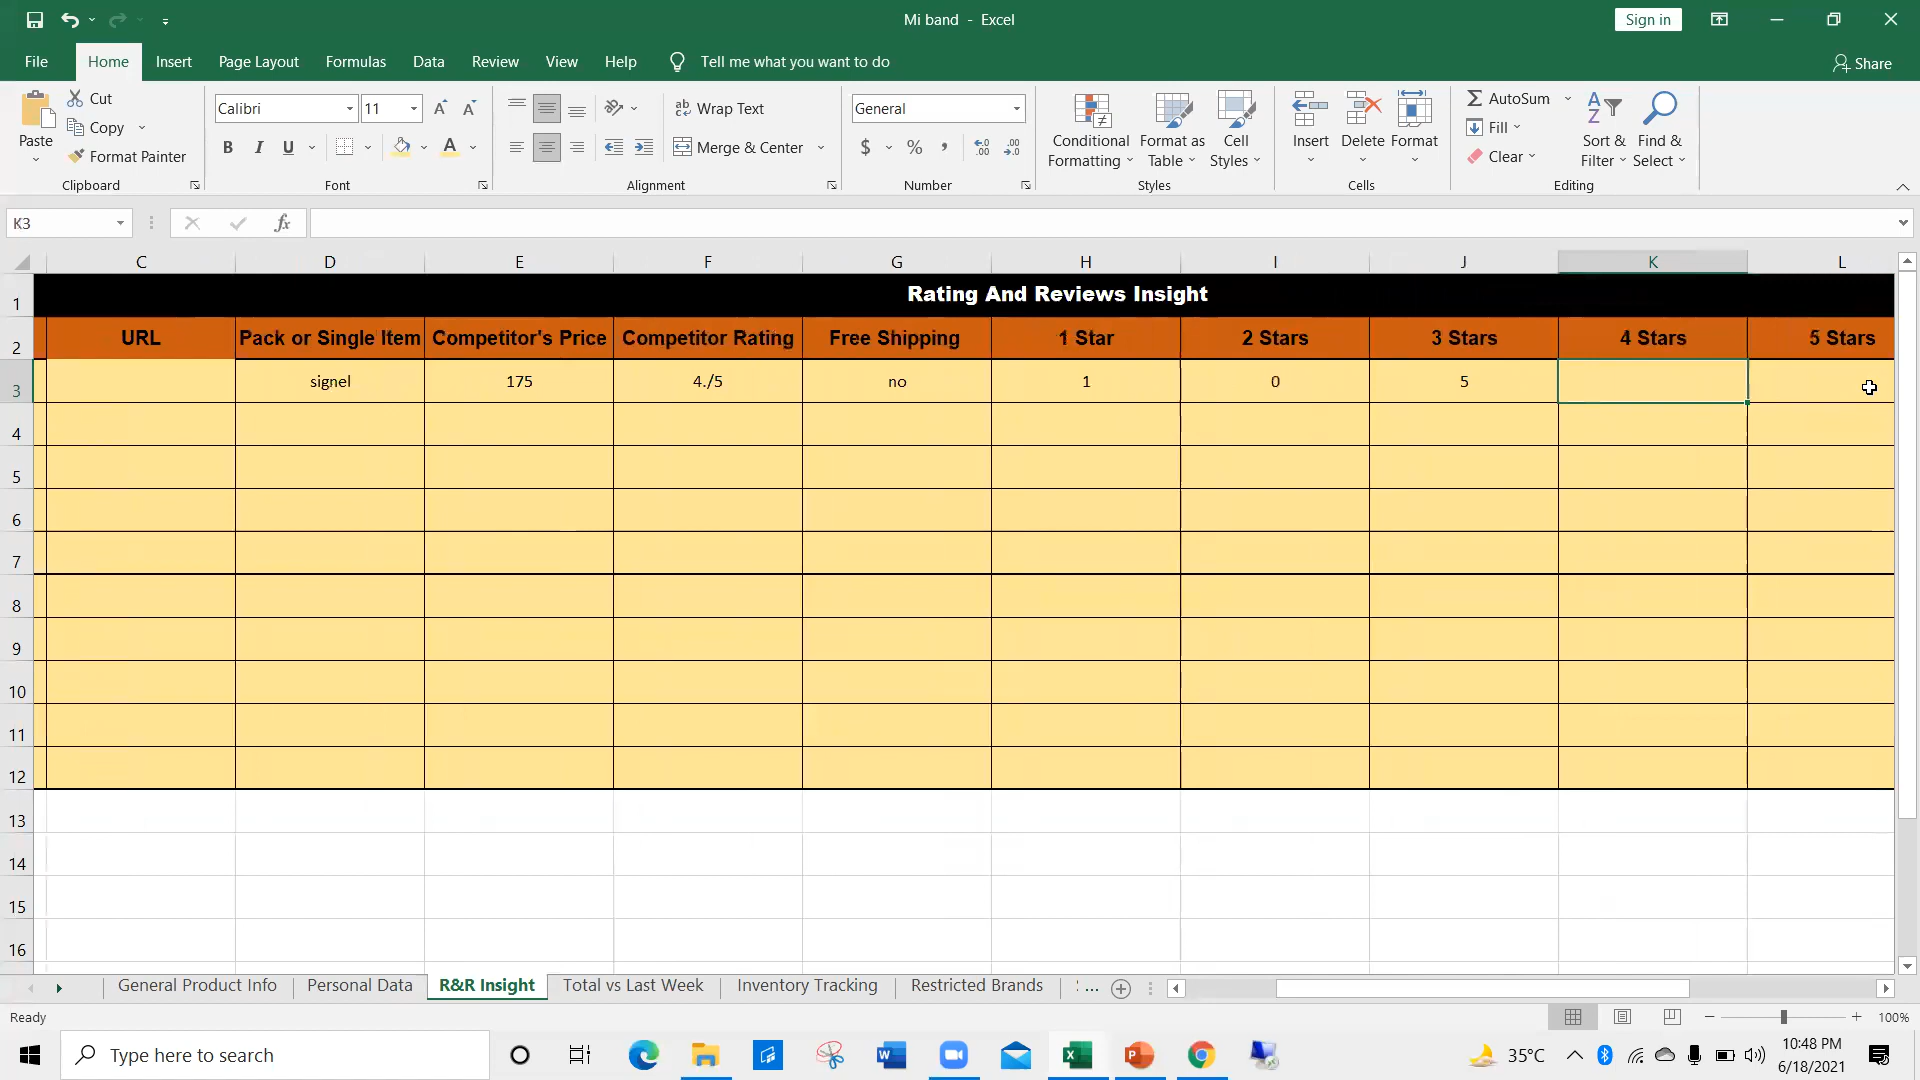 Mi band - Excel
Sign in
File Home Insert Page Layout Formulas Data Review View Help Tell me what you want to do Share
Paste
Cut
Copy
Format Painter
Clipboard
Calibri 11
B I U A
Font
Wrap Text
Merge & Center
Alignment
General
$ % ,
Number
Conditional Formatting
Format as Table
Cell Styles
Styles
Insert
Delete
Format
Cells
AutoSum
Fill
Clear
Sort & Filter
Find & Select
Editing
K3 fx
C D E F G H I J K L
1 Rating And Reviews Insight
2 URL Pack or Single Item Competitor's Price Competitor Rating Free Shipping 1 Star 2 Stars 3 Stars 4 Stars 5 Stars
3 signel 175 4./5 no 1 0 5
4
5
6
7
8
9
10
11
12
13
14
15
16
General Product Info Personal Data R&R Insight Total vs Last Week Inventory Tracking Restricted Brands ...
Ready 100%
Type here to search
35°C
10:48 PM
6/18/2021